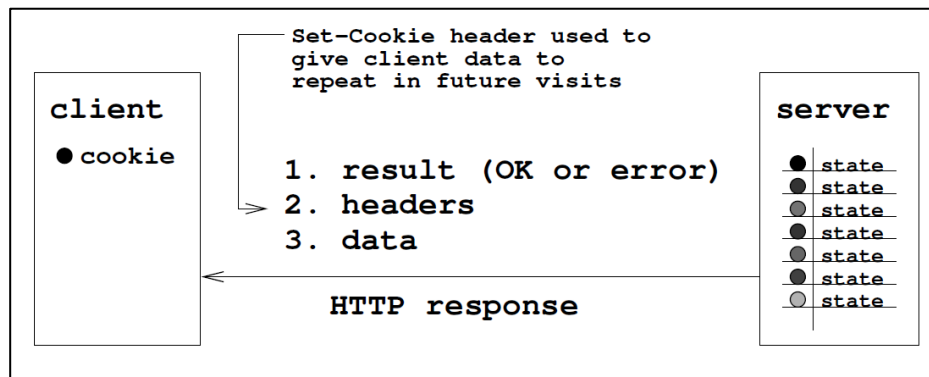 Set-Cookie header used to
give client data to
repeat in future visits
client
cookie
1. result (OK or error)
2. headers
3. data
HTTP response
server
state
state
state
state
state
state
state